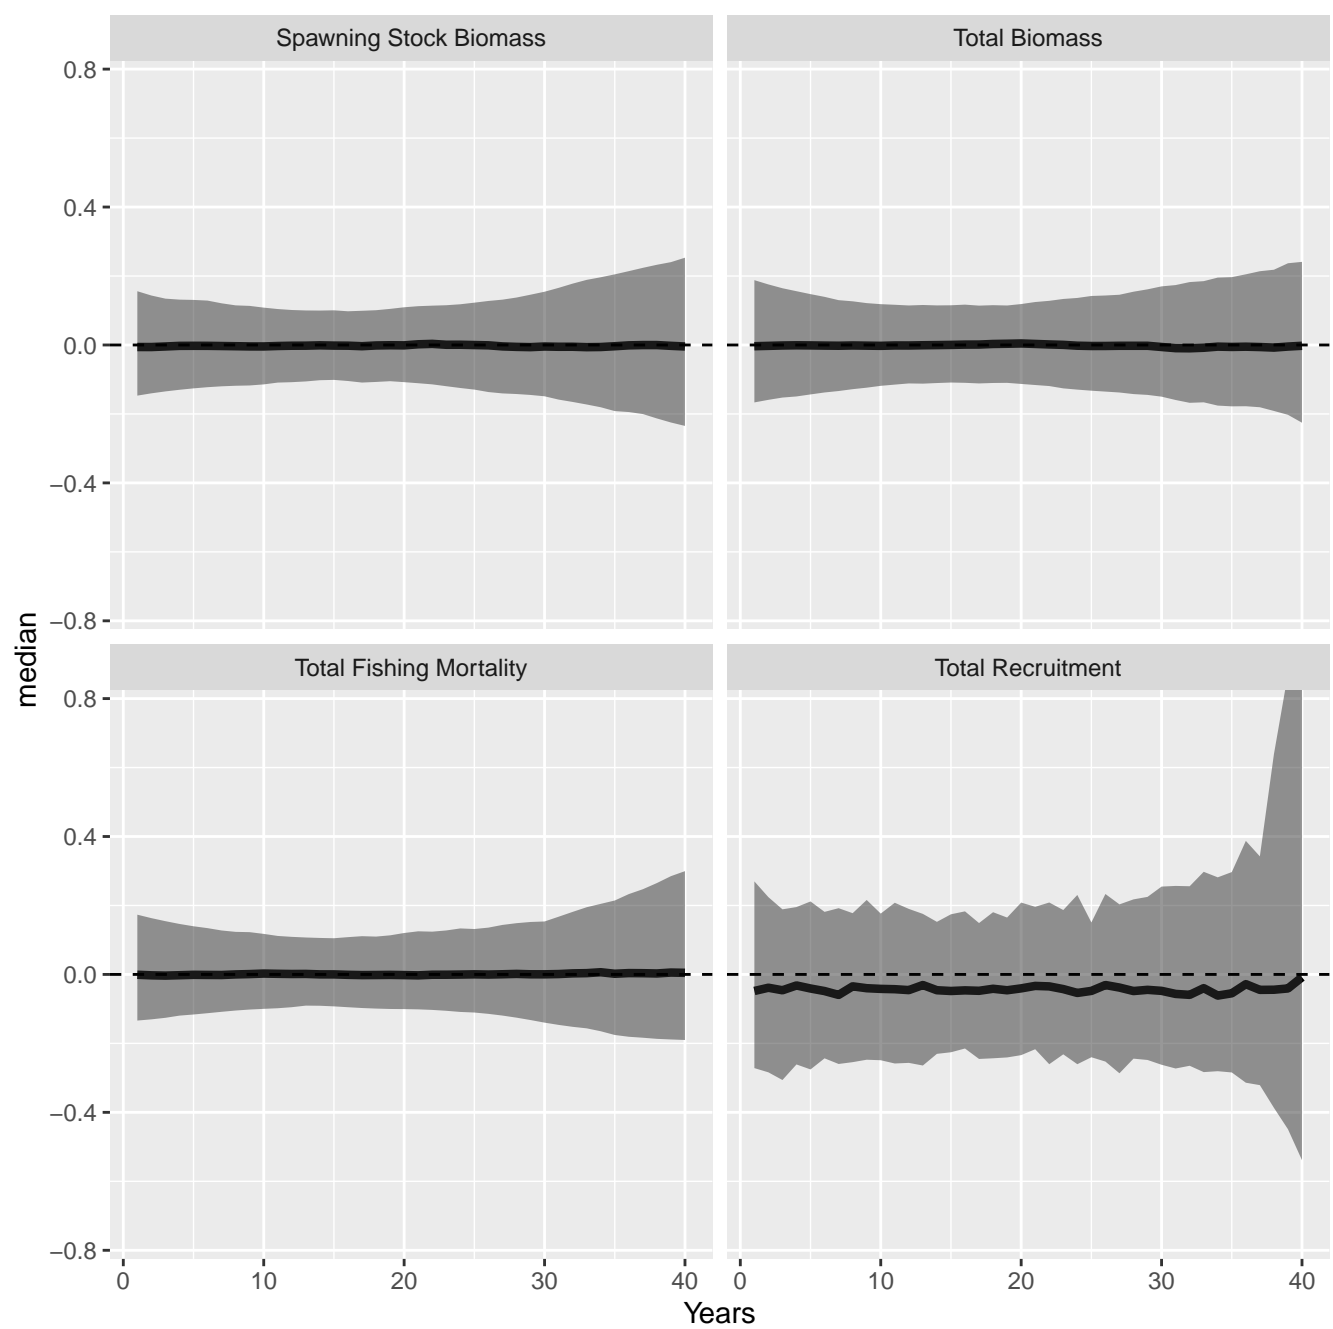 Spawning Stock Biomass
Total Biomass
0.8
0.4
0.0
−0.4
−0.8
median
Total Fishing Mortality
Total Recruitment
0.8
0.4
0.0
−0.4
−0.8
0 10 20 30 40
0 10 20 30 40
Years